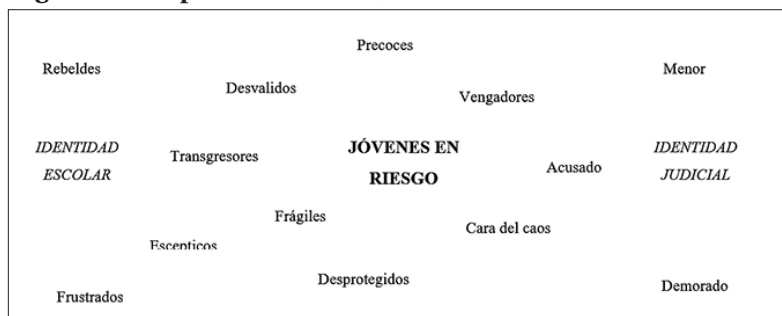 Precoces
Rebeldes
Menor
Desvalidos
Vengadores
IDENTIDAD
ESCOLAR
Transgresores
JÓVENES EN
RIESGO
Acusado
IDENTIDAD
JUDICIAL
Frágiles
Cara del caos
Escepticos
Desprotegidos
Demorado
Frustrados